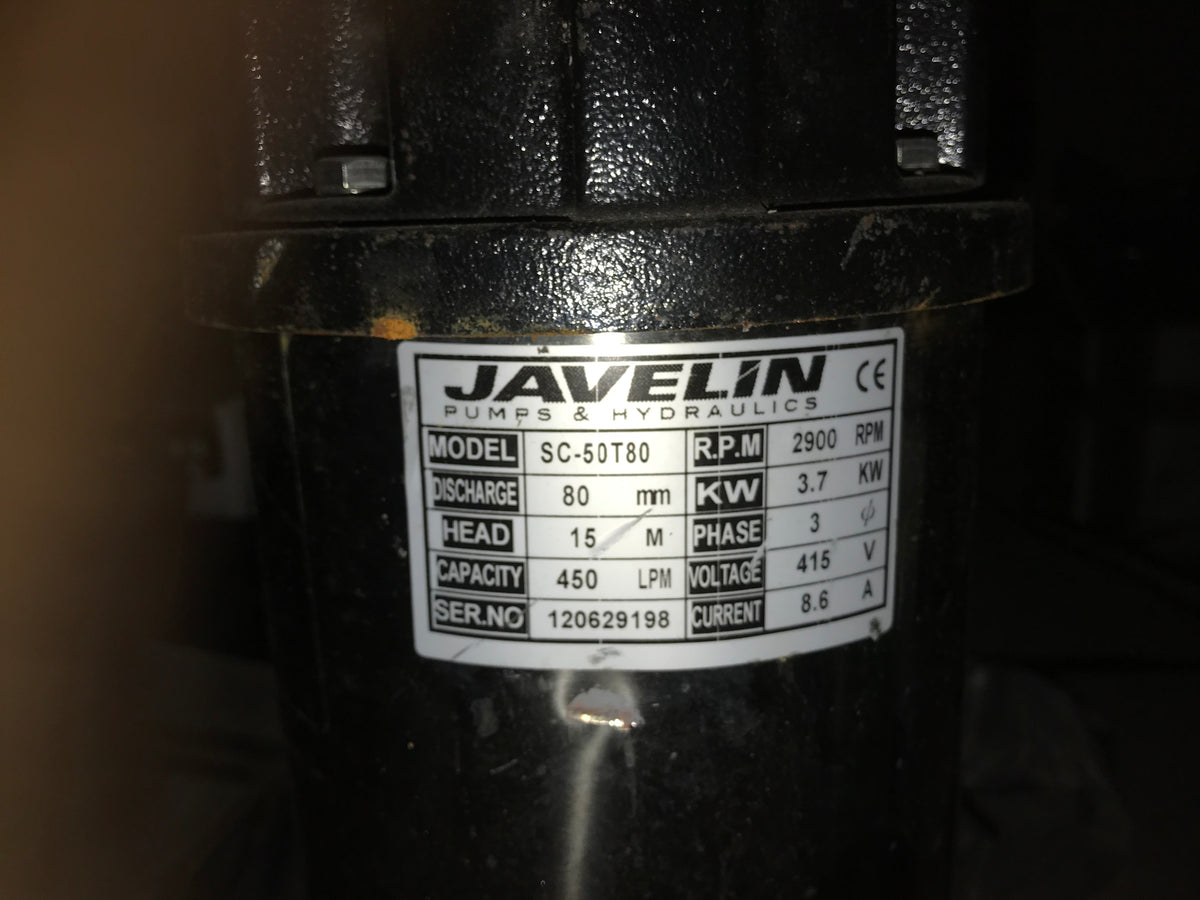 JAVELIN CE
PUMPS & HYDRAULICS
MODEL SC-50T80 R.P.M 2900 RPM
DISCHARGE 80 mm KW 3.7 KW
HEAD 15 M PHASE 3 ϕ
CAPACITY 450 LPM VOLTAGE 415 V
SER.NO 120629198 CURRENT 8.6 A